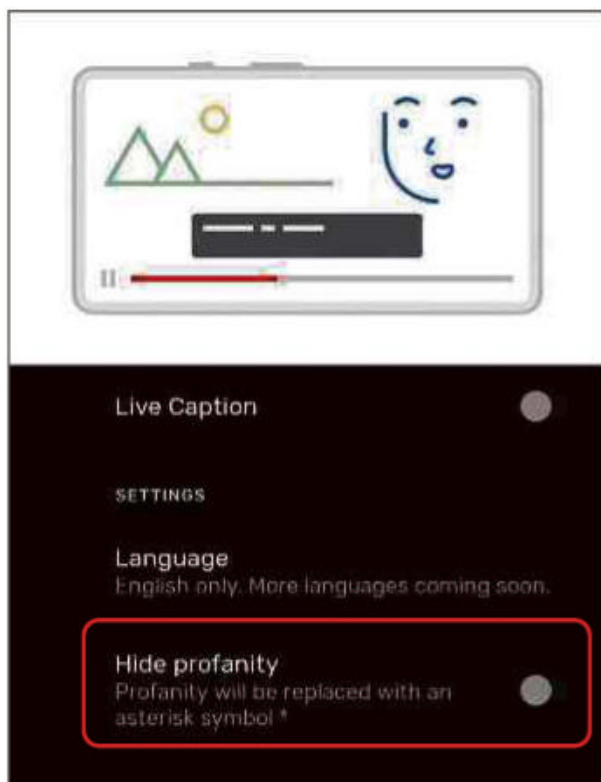 Live Caption
SETTINGS
Language
English only. More languages coming soon.
Hide profanity
Profanity will be replaced with an
asterisk symbol *